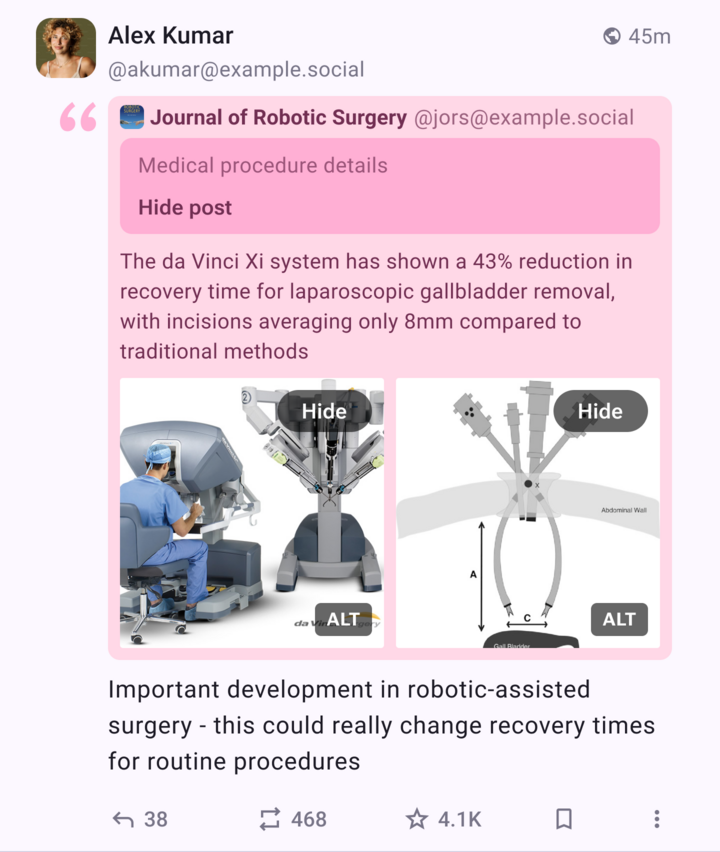 Alex Kumar
45m
@akumar@example.social
Journal of Robotic Surgery @jors@example.social
Medical procedure details
Hide post
The da Vinci Xi system has shown a 43% reduction in
recovery time for laparoscopic gallbladder removal,
with incisions averaging only 8mm compared to
traditional methods
2
Hide
ALT
Hide
x
Abdominal Wall
A
C
Gall Bladder
ALT
Important development in robotic-assisted
surgery - this could really change recovery times
for routine procedures
38
468
4.1K